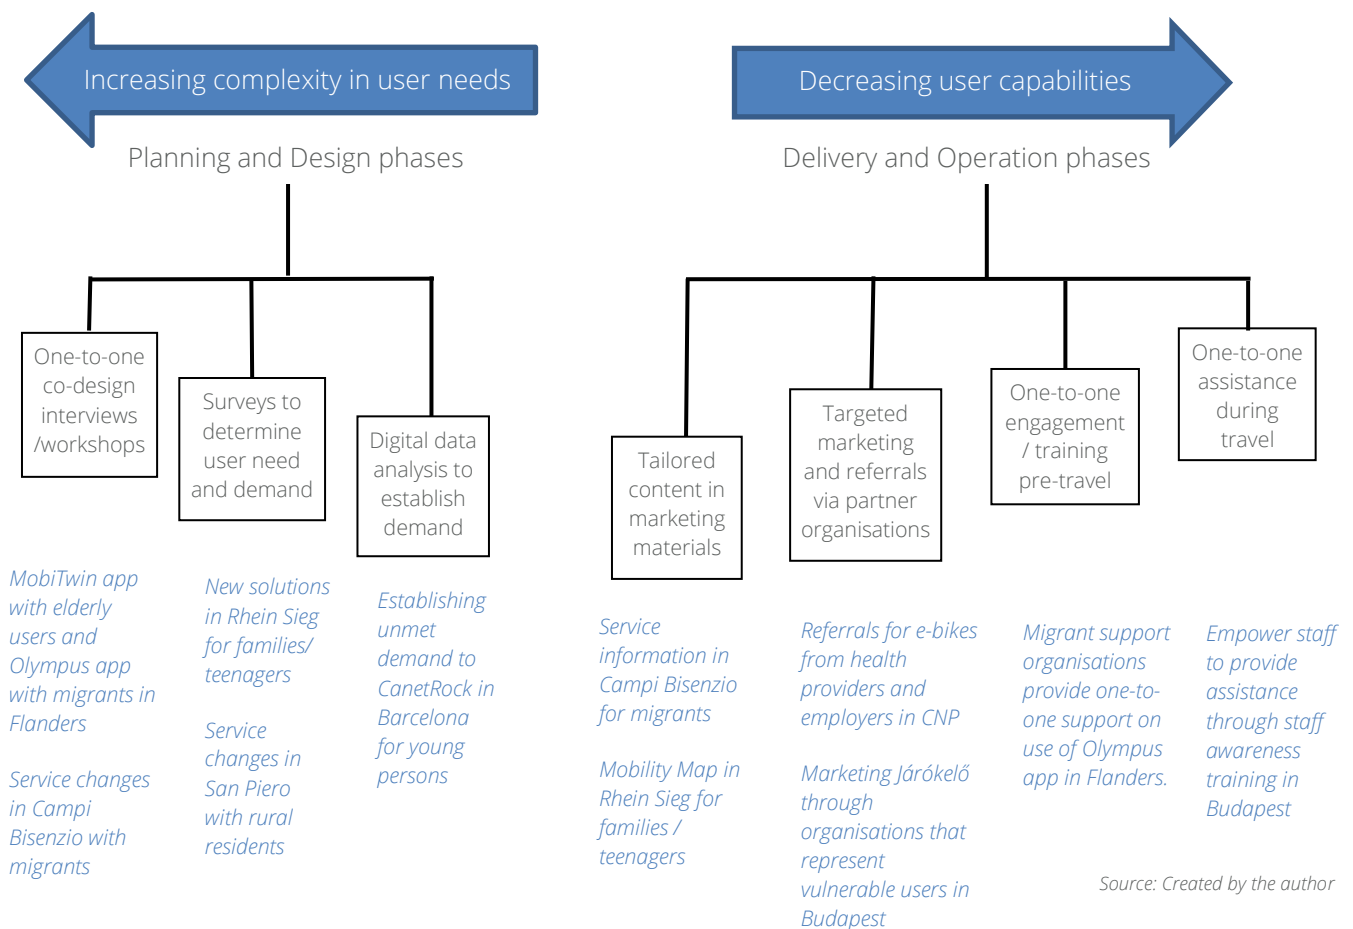 Increasing complexity in user needs
Decreasing user capabilities
Planning and Design phases
Delivery and Operation phases
One-to-one
co-design
interviews
/workshops
Surveys to
determine
user need
and demand
Digital data
analysis to
establish
demand
Tailored
content in
marketing
materials
Targeted
marketing
and referrals
via partner
organisations
One-to-one
engagement
/ training
pre-travel
One-to-one
assistance
during
travel
MobiTwin app
with elderly
users and
Olympus app
with migrants in
Flanders
Service changes
in Campi
Bisenzio with
migrants
New solutions
in Rhein Sieg
for families/
teenagers
Service
changes in
San Piero
with rural
residents
Establishing
unmet
demand to
CanetRock in
Barcelona
for young
persons
Service
information in
Campi Bisenzio
for migrants
Mobility Map in
Rhein Sieg for
families /
teenagers
Referrals for e-bikes
from health
providers and
employers in CNP
Marketing Járókelő
through
organisations that
represent
vulnerable users in
Budapest
Migrant support
organisations
provide one-to-
one support on
use of Olympus
app in Flanders.
Empower staff
to provide
assistance
through staff
awareness
training in
Budapest
Source: Created by the author